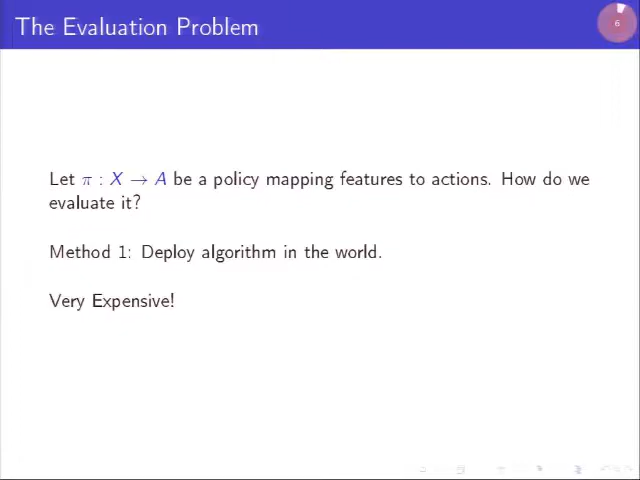 The Evaluation Problem
6
Let π : X → A be a policy mapping features to actions. How do we
evaluate it?
Method 1: Deploy algorithm in the world.
Very Expensive!